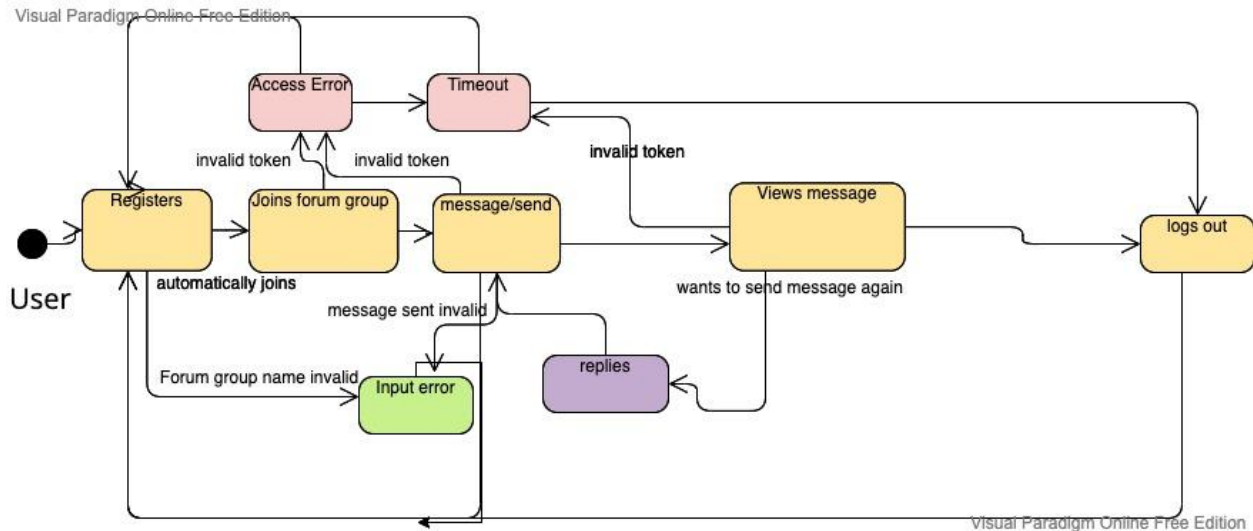 Visual Paradigm Online Free Edition
Access Error
Timeout
invalid token
invalid token
invalid token
Registers
Joins forum group
message/send
Views message
logs out
User
automatically joins
wants to send message again
message sent invalid
replies
Forum group name invalid
Input error
Visual Paradigm Online Free Edition